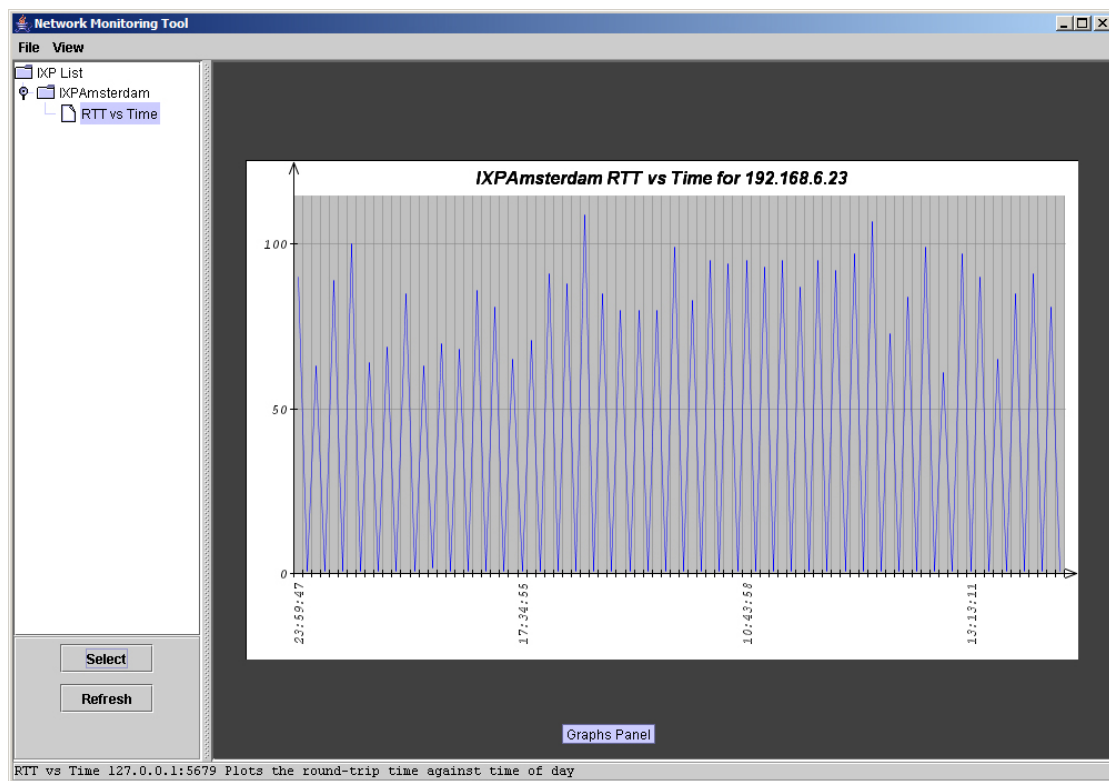 Network Monitoring Tool
File View
IXP List
IXPAmsterdam
RTT vs Time
IXPAmsterdam RTT vs Time for 192.168.6.23
100
50
0
23:59:47
17:34:55
10:43:58
13:13:11
Select
Refresh
Graphs Panel
RTT vs Time 127.0.0.1:5679 Plots the round-trip time against time of day